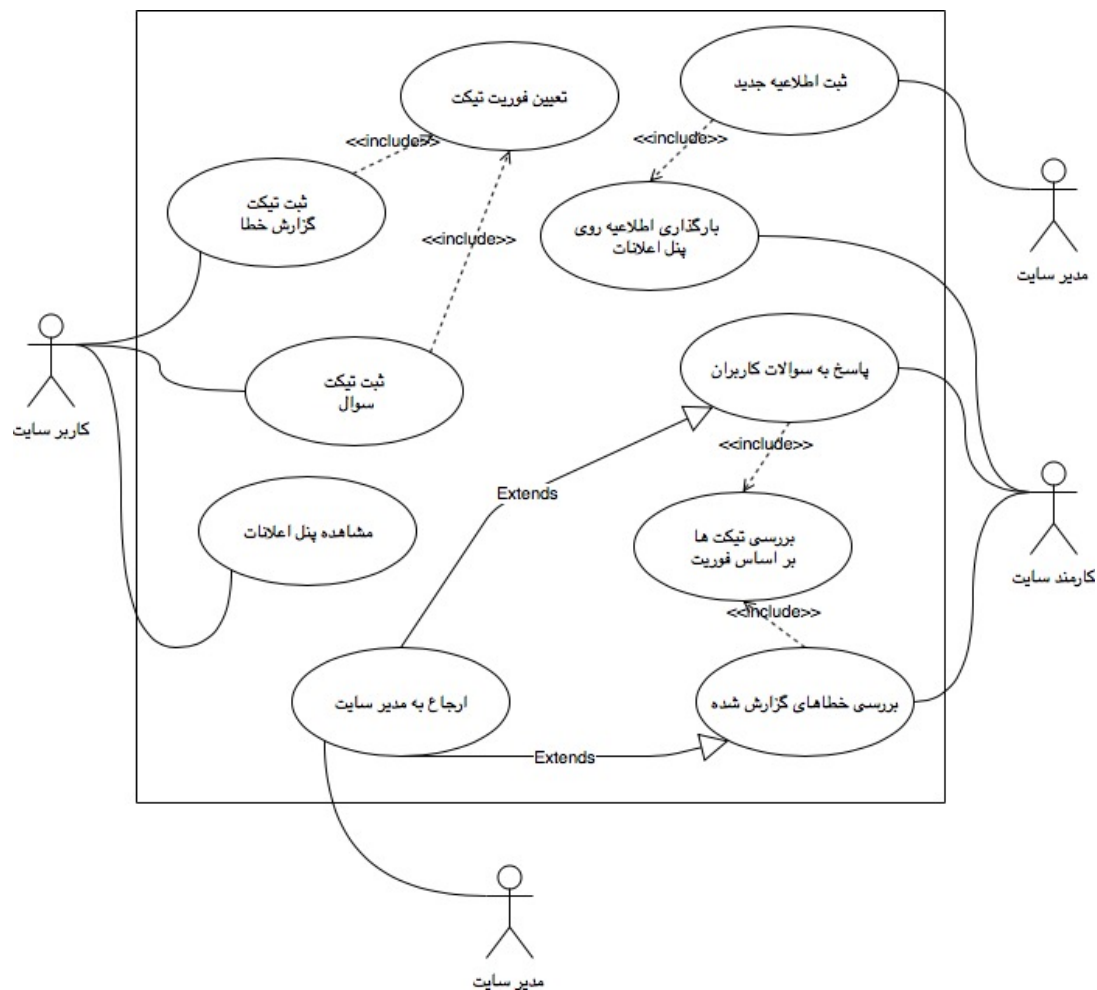 تعیین فوریت تیکت
ثبت اطلاعیه جدید
<<include>>
<<include>>
ثبت تیکت
گزارش خطا
بارگذاری اطلاعیه روی
پنل اعلانات
<<include>>
مدیر سایت
پاسخ به سوالات کاربران
ثبت تیکت
سوال
کاربر سایت
<<include>>
Extends
مشاهده پنل اعلانات
بررسی تیکت ها
بر اساس فوریت
کارمند سایت
<<include>>
ارجاع به مدیر سایت
بررسی خطاهای گزارش شده
Extends
مدیر سایت